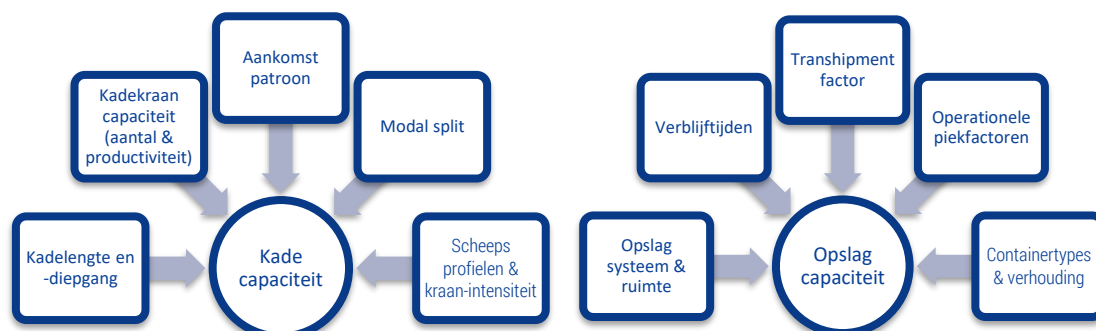 Aankomst
patroon
Kadekraan
capaciteit
(aantal &
productiviteit)
Modal split
Kadelengte en
-diepgang
Kade
capaciteit
Scheeps
profielen &
kraan-intensiteit
Transhipment
factor
Verblijftijden
Operationele
piekfactoren
Opslag
systeem &
ruimte
Opslag
capaciteit
Containertypes
& verhouding